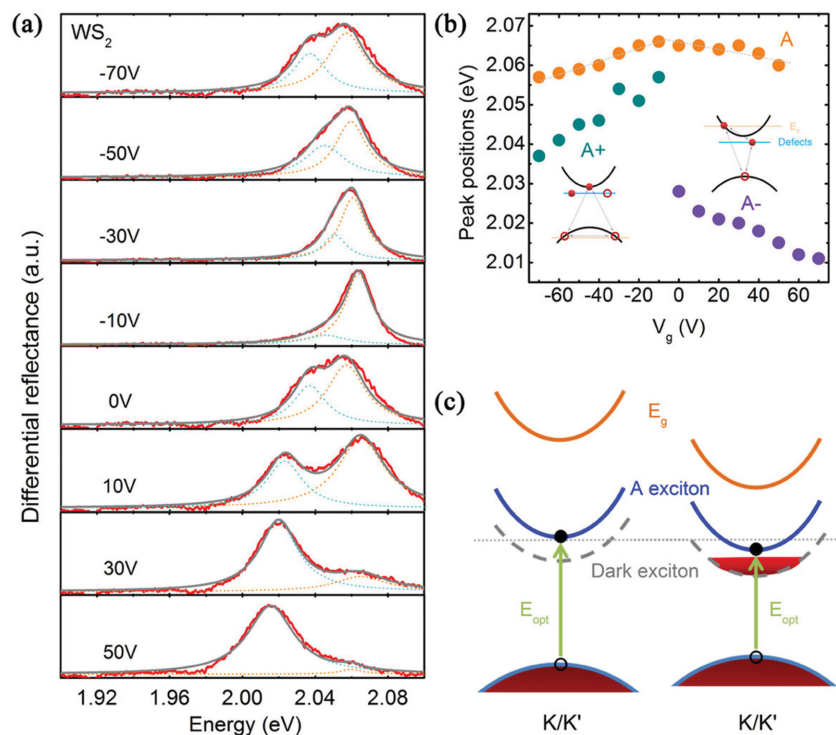 (a)
WS2
-70V
-50V
-30V
-10V
0V
10V
30V
50V
Differential reflectance (a.u.)
1.92 1.96 2.00 2.04 2.08
Energy (eV)
(b)
2.07
2.06
2.05
2.04
2.03
2.02
2.01
Peak positions (eV)
A
A+
A-
EF
Defects
-60 -40 -20 0 20 40 60
Vg (V)
(c)
Eg
A exciton
Dark exciton
Eopt Eopt
K/K' K/K'